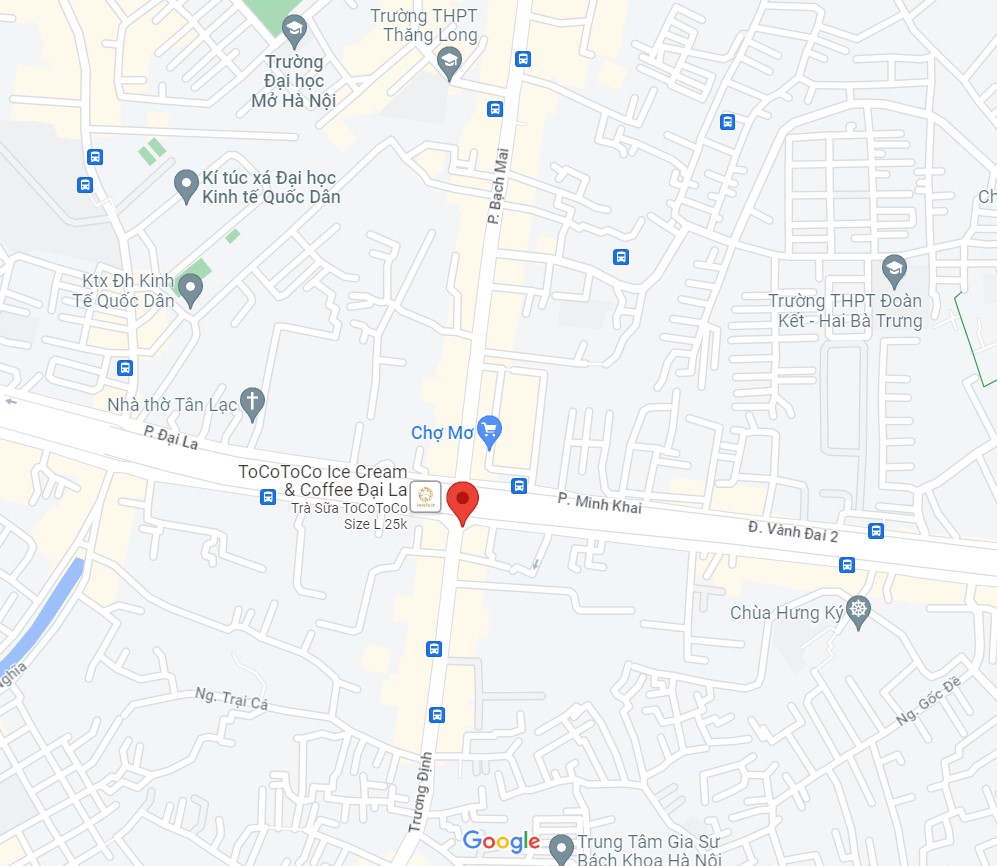 Trường THPT
Thăng Long
Trường
Đại học
Mở Hà Nội
P. Bạch Mai
Kí túc xá Đại học
Kinh tế Quốc Dân
Ch
Ktx Đh Kinh
Tế Quốc Dân
Trường THPT Đoàn
Kết - Hai Bà Trưng
Nhà thờ Tân Lạc
P. Đại La
Chợ Mơ
ToCoToCo Ice Cream
& Coffee Đại La
Trà Sữa ToCoToCo
Size L 25k
P. Minh Khai
Đ. Vành Đai 2
Chùa Hưng Ký
Nghĩa
Ng. Trại Cá
Ng. Gốc Đề
Trương Định
Google
Trung Tâm Gia Sư
Bách Khoa Hà Nội